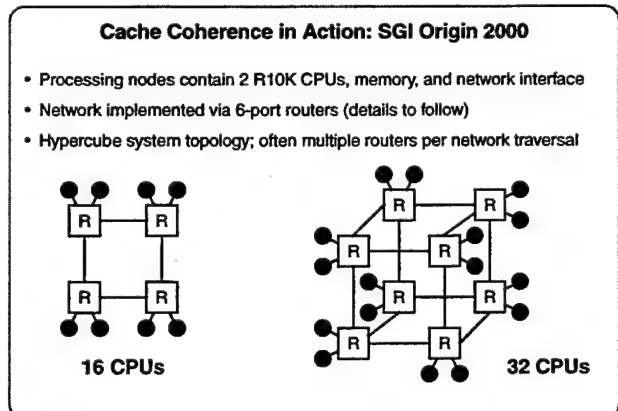 Cache Coherence in Action: SGI Origin 2000
• Processing nodes contain 2 R10K CPUs, memory, and network interface
• Network implemented via 6-port routers (details to follow)
• Hypercube system topology; often multiple routers per network traversal
R R
R R
16 CPUs
R R
R R
R R
R R
32 CPUs